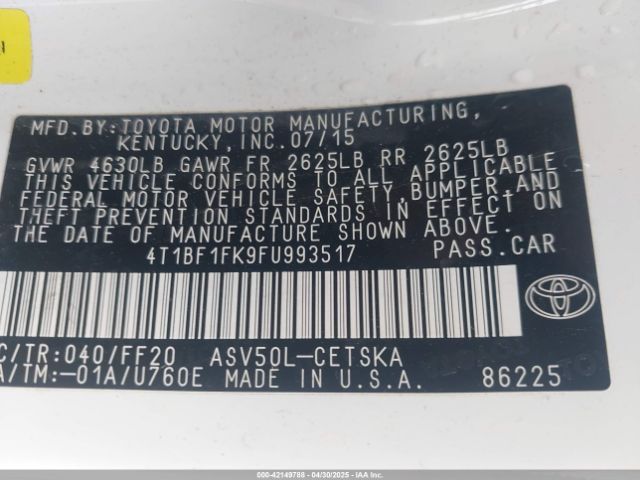 MFD.BY:TOYOTA MOTOR MANUFACTURING,
KENTUCKY,INC.07/15
GVWR 4630LB GAWR FR 2625LB RR 2625LB
THIS VEHICLE CONFORMS TO ALL APPLICABLE
FEDERAL MOTOR VEHICLE SAFETY,BUMPER,AND
THEFT PREVENTION STANDARDS IN EFFECT ON
THE DATE OF MANUFACTURE SHOWN ABOVE.
4T1BF1FK9FU993517 PASS.CAR
C/TR:040/FF20 ASV50L-CETSKA
A/TM:-01A/U760E MADE IN U.S.A. 86225
000-42149788 - 04/30/2025 - IAAI.COM